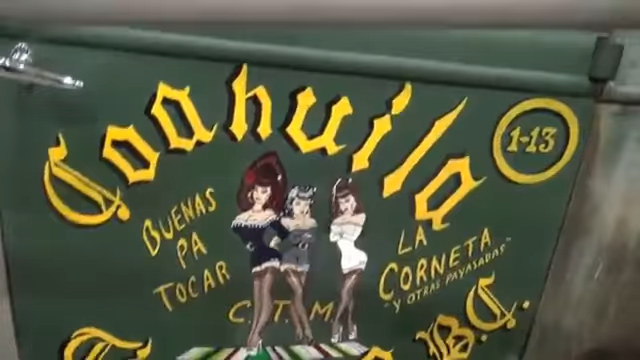 Coahuila
1-13
BUENAS
PA
TOCAR
LA
CORNETA
"Y OTRAS PAYASADAS"
C.T.M.
B.C.